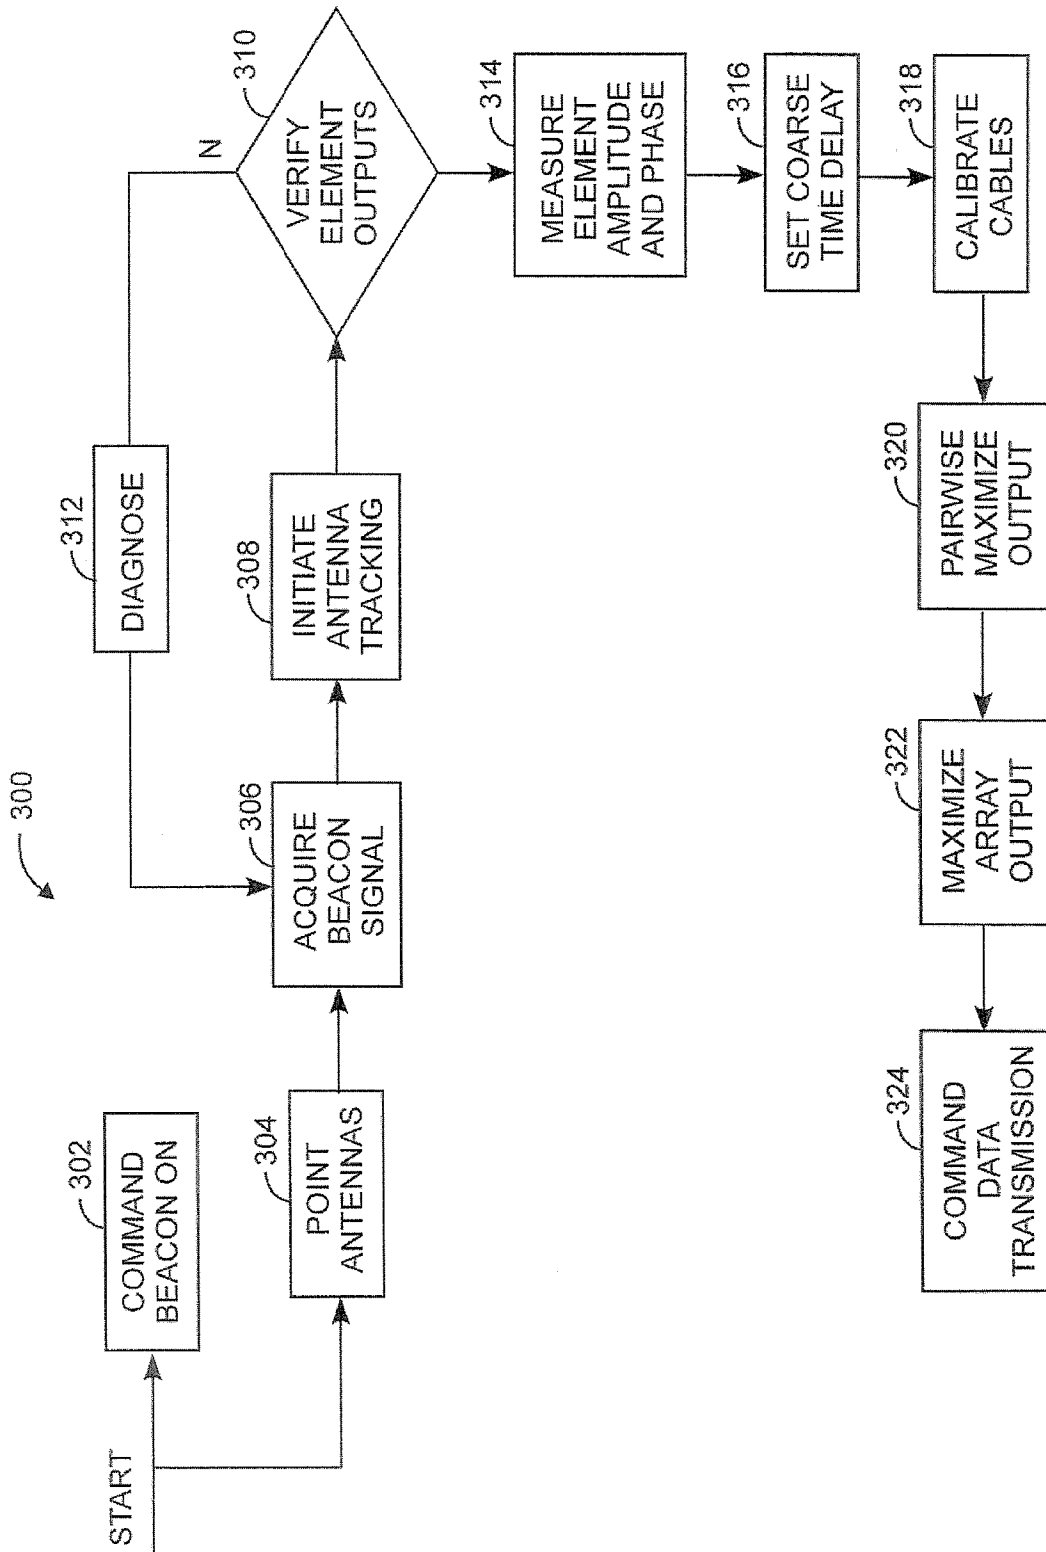 300
START
302
COMMAND
BEACON ON
304
POINT
ANTENNAS
306
ACQUIRE
BEACON
SIGNAL
308
INITIATE
ANTENNA
TRACKING
310
VERIFY
ELEMENT
OUTPUTS
N
312
DIAGNOSE
314
MEASURE
ELEMENT
AMPLITUDE
AND PHASE
316
SET COARSE
TIME DELAY
318
CALIBRATE
CABLES
320
PAIRWISE
MAXIMIZE
OUTPUT
322
MAXIMIZE
ARRAY
OUTPUT
324
COMMAND
DATA
TRANSMISSION